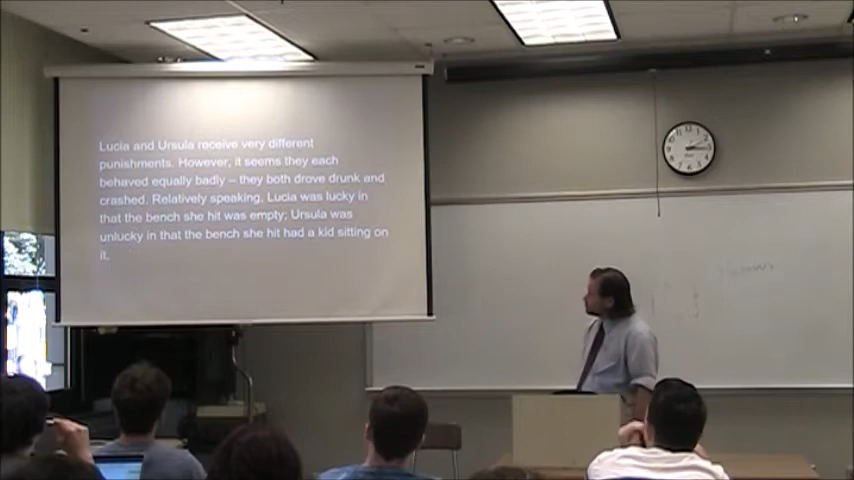 Lucia and Ursula receive very different
punishments. However, it seems they each
behaved equally badly – they both drove drunk and
crashed. Relatively speaking, Lucia was lucky in
that the bench she hit was empty; Ursula was
unlucky in that the bench she hit had a kid sitting on
it.